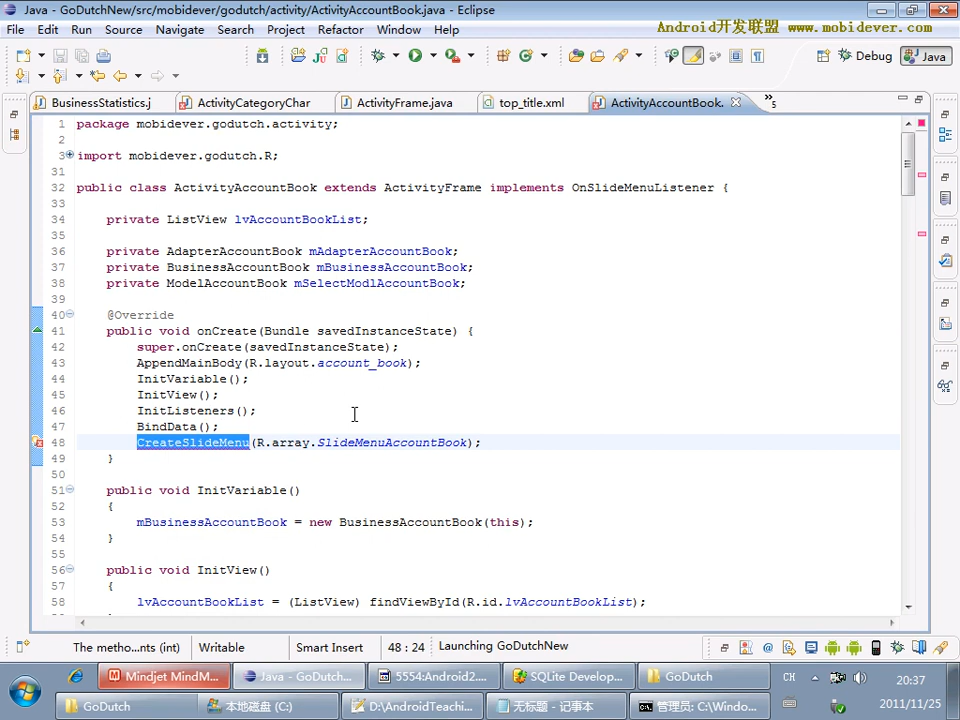 Java - GoDutchNew/src/mobidever/godutch/activity/ActivityAccountBook.java - Eclipse
File Edit Run Source Navigate Search Project Refactor Window Help
Android开发联盟 www.mobidever.com
Debug Java
BusinessStatistics.j ActivityCategoryChar ActivityFrame.java top_title.xml ActivityAccountBook. »5
1 package mobidever.godutch.activity;
2
3 import mobidever.godutch.R;
31
32 public class ActivityAccountBook extends ActivityFrame implements OnSlideMenuListener {
33
34 private ListView lvAccountBookList;
35
36 private AdapterAccountBook mAdapterAccountBook;
37 private BusinessAccountBook mBusinessAccountBook;
38 private ModelAccountBook mSelectModlAccountBook;
39
40 @Override
41 public void onCreate(Bundle savedInstanceState) {
42 super.onCreate(savedInstanceState);
43 AppendMainBody(R.layout.account_book);
44 InitVariable();
45 InitView();
46 InitListeners();
47 BindData();
48 CreateSlideMenu(R.array.SlideMenuAccountBook);
49 }
50
51 public void InitVariable()
52 {
53 mBusinessAccountBook = new BusinessAccountBook(this);
54 }
55
56 public void InitView()
57 {
58 lvAccountBookList = (ListView) findViewById(R.id.lvAccountBookList);
The metho...nts (int) Writable Smart Insert 48 : 24 Launching GoDutchNew
Mindjet MindM... Java - GoDutch... 5554:Android2.... SQLite Develop... GoDutch CH 20:37
GoDutch 本地磁盘 (C:) D:\AndroidTeachi... 无标题 - 记事本 管理员: C:\Windo... 2011/11/25